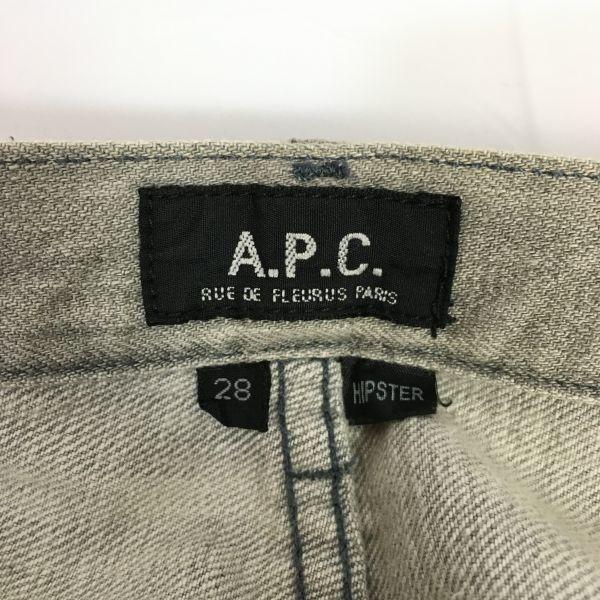 A.P.C.
RUE DE FLEURUS PARIS
28
HIPSTER